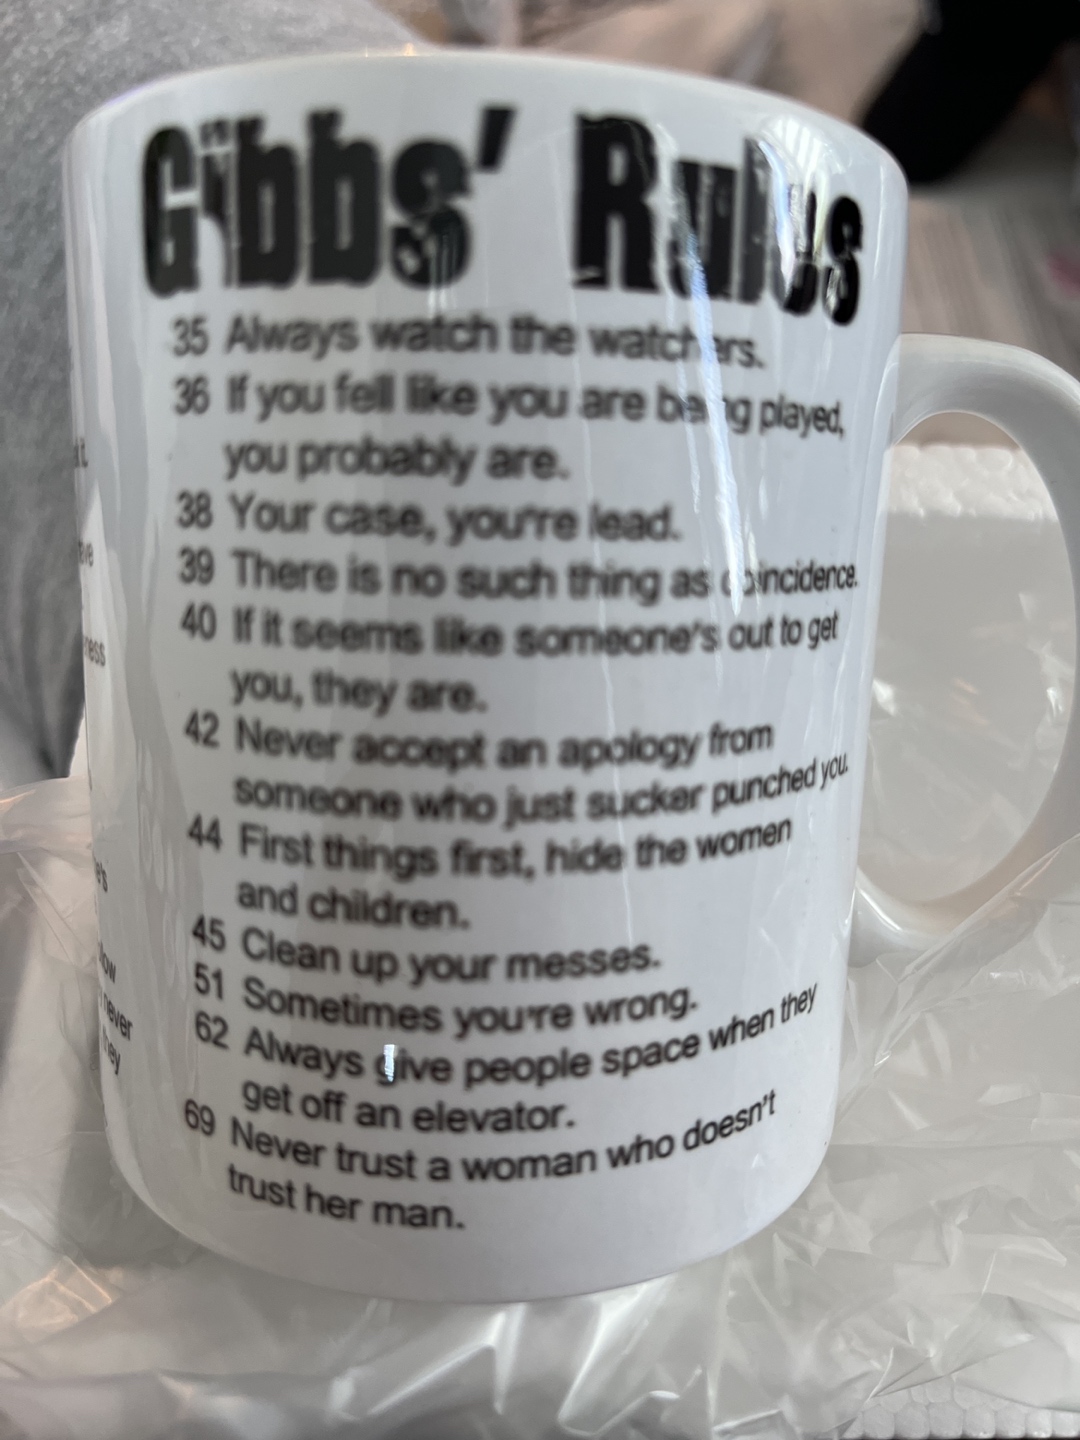 Gibbs' Rules
35 Always watch the watchers.
36 If you fell like you are being played,
you probably are.
38 Your case, you're lead.
39 There is no such thing as coincidence.
40 If it seems like someone's out to get
you, they are.
42 Never accept an apology from
someone who just sucker punched you.
44 First things first, hide the women
and children.
45 Clean up your messes.
51 Sometimes you're wrong.
62 Always give people space when they
get off an elevator.
69 Never trust a woman who doesn't
trust her man.